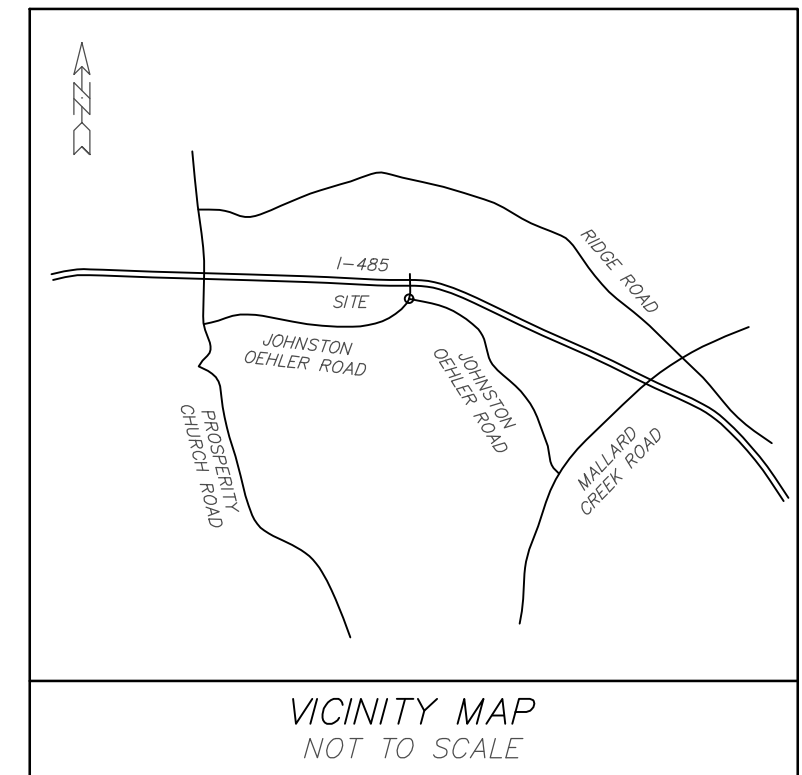 N
RIDGE ROAD
I-485
SITE
JOHNSTON
OEHLER ROAD
JOHNSTON
OEHLER ROAD
PROSPERITY
CHURCH ROAD
MALLARD
CREEK ROAD
VICINITY MAP
NOT TO SCALE